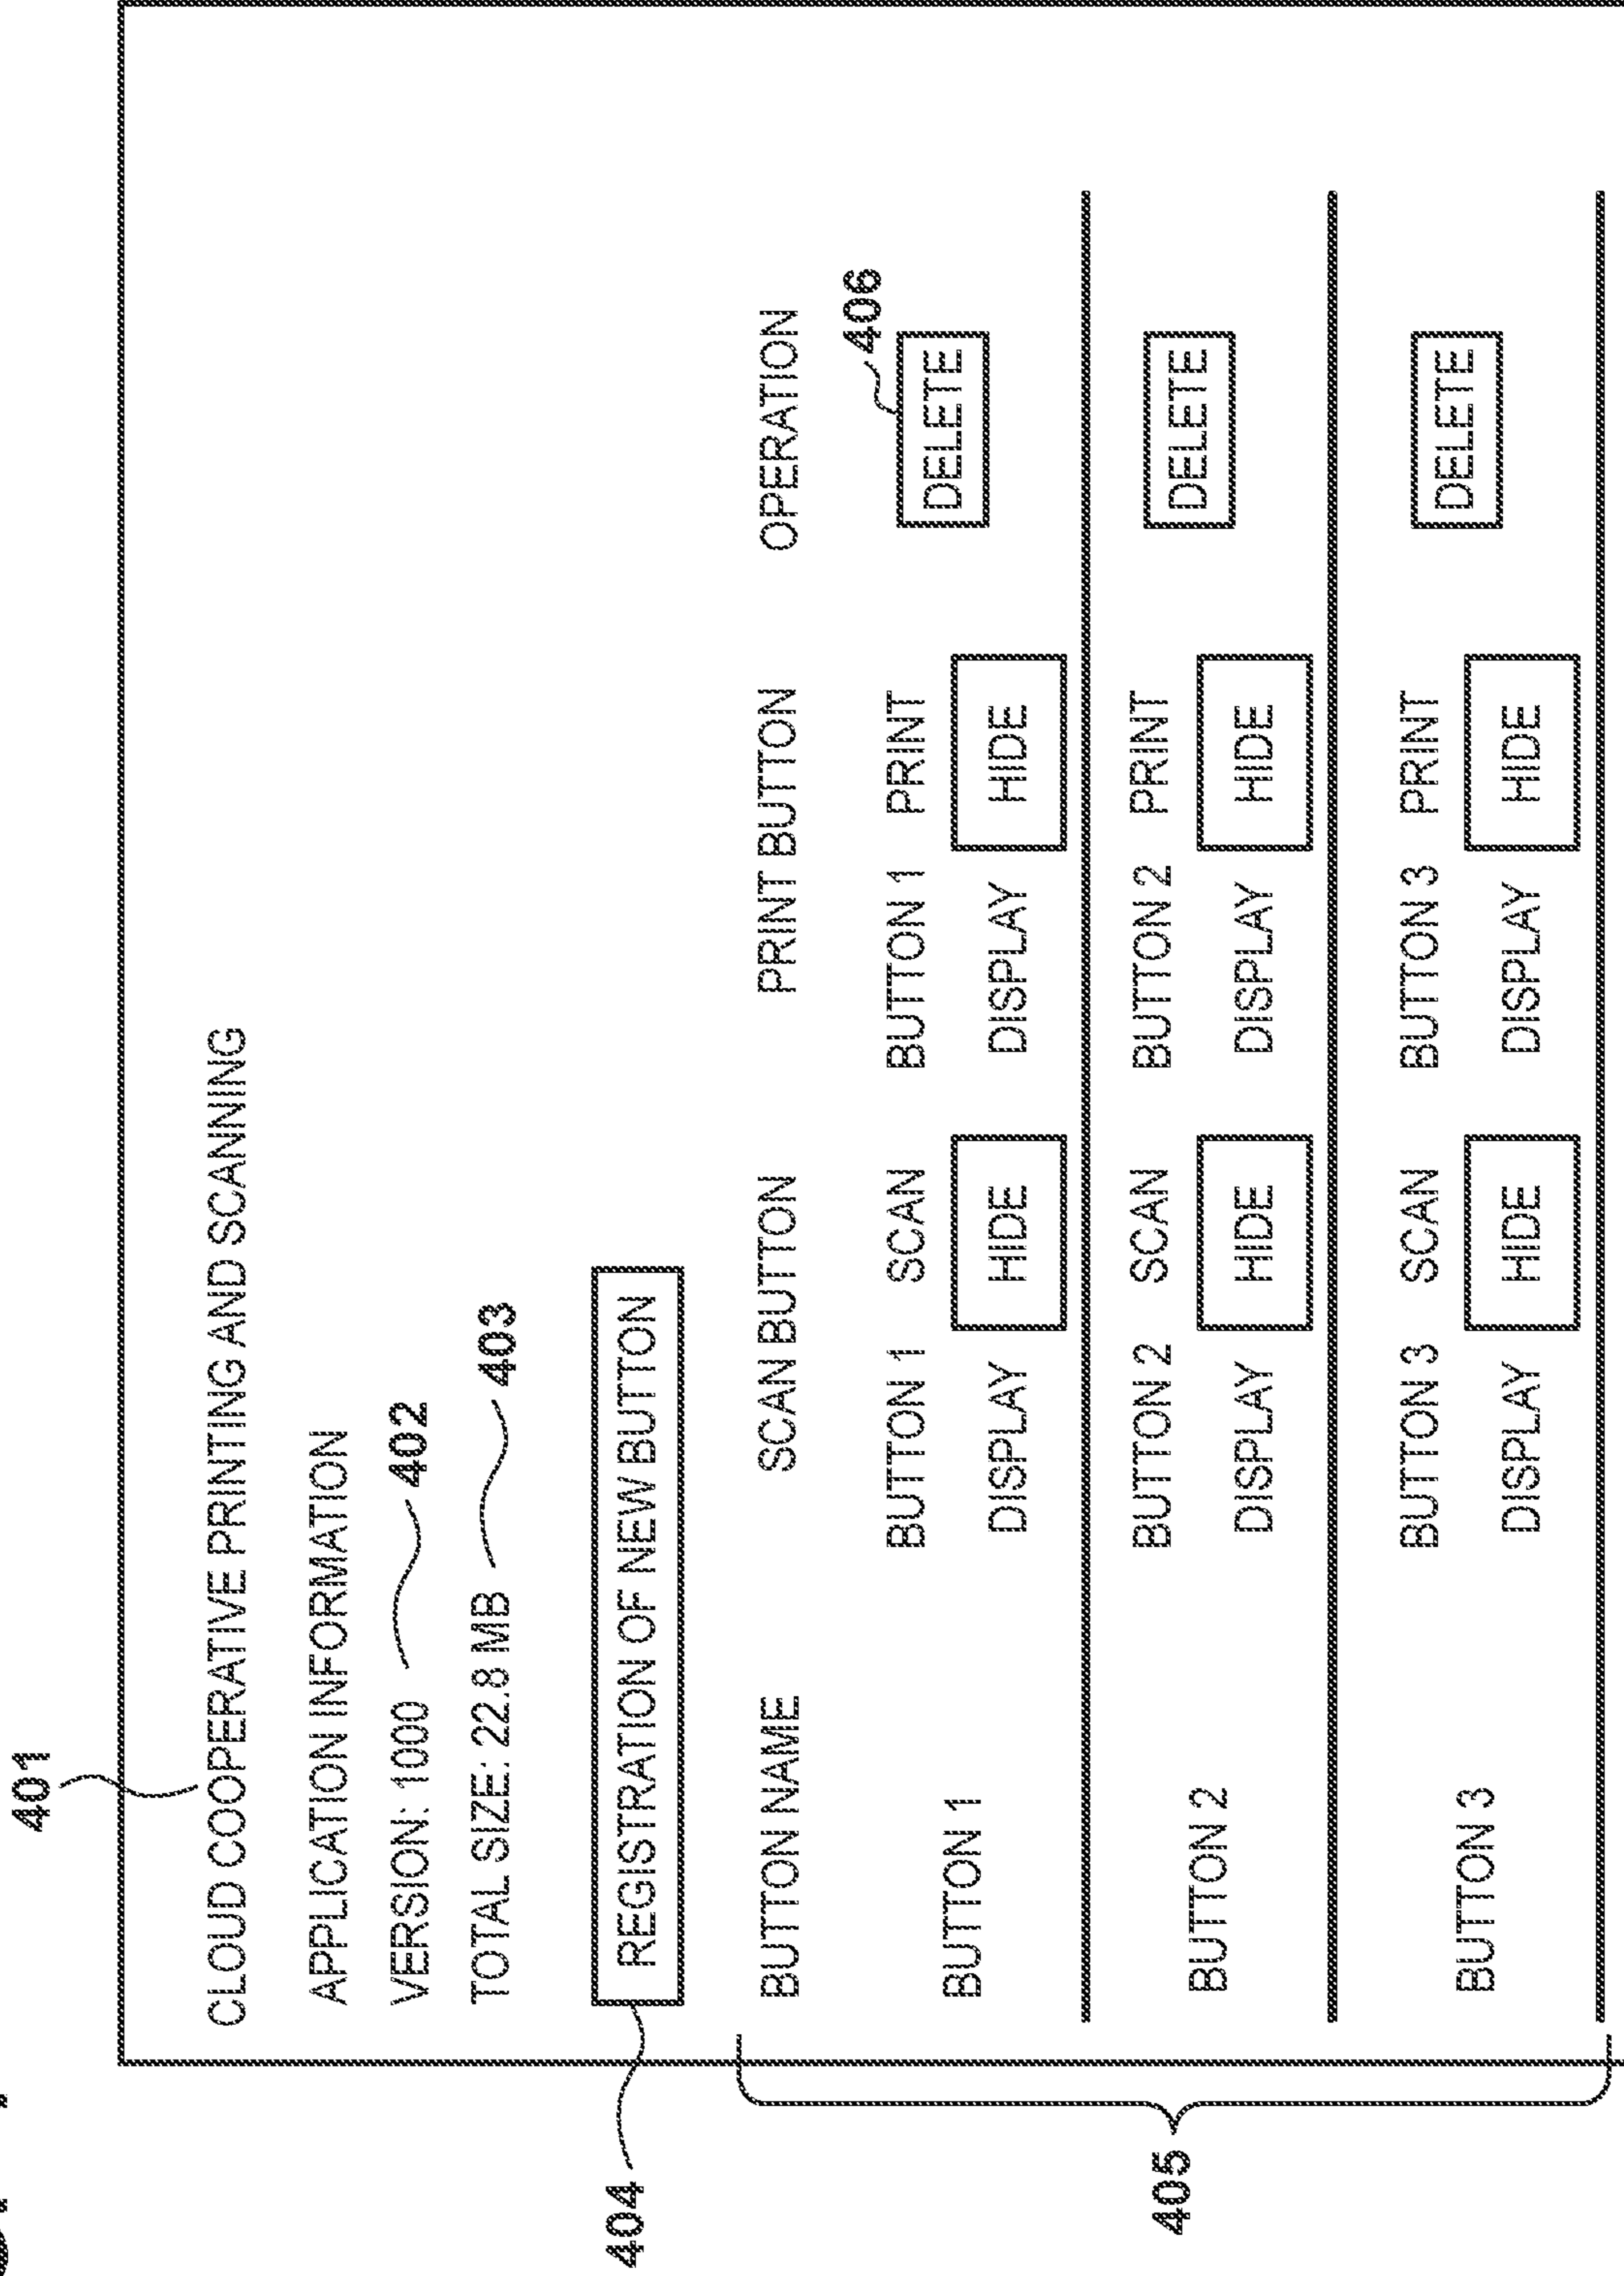 401
CLOUD COOPERATIVE PRINTING AND SCANNING
APPLICATION INFORMATION
VERSION: 1000 402
TOTAL SIZE: 22.8 MB 403
404 REGISTRATION OF NEW BUTTON
BUTTON NAME SCAN BUTTON PRINT BUTTON OPERATION
406
BUTTON 1 SCAN BUTTON 1 PRINT
BUTTON 1 DELETE
DISPLAY HIDE DISPLAY HIDE
BUTTON 2 SCAN BUTTON 2 PRINT
405 BUTTON 2 DELETE
DISPLAY HIDE DISPLAY HIDE
BUTTON 3 SCAN BUTTON 3 PRINT
BUTTON 3 DELETE
DISPLAY HIDE DISPLAY HIDE